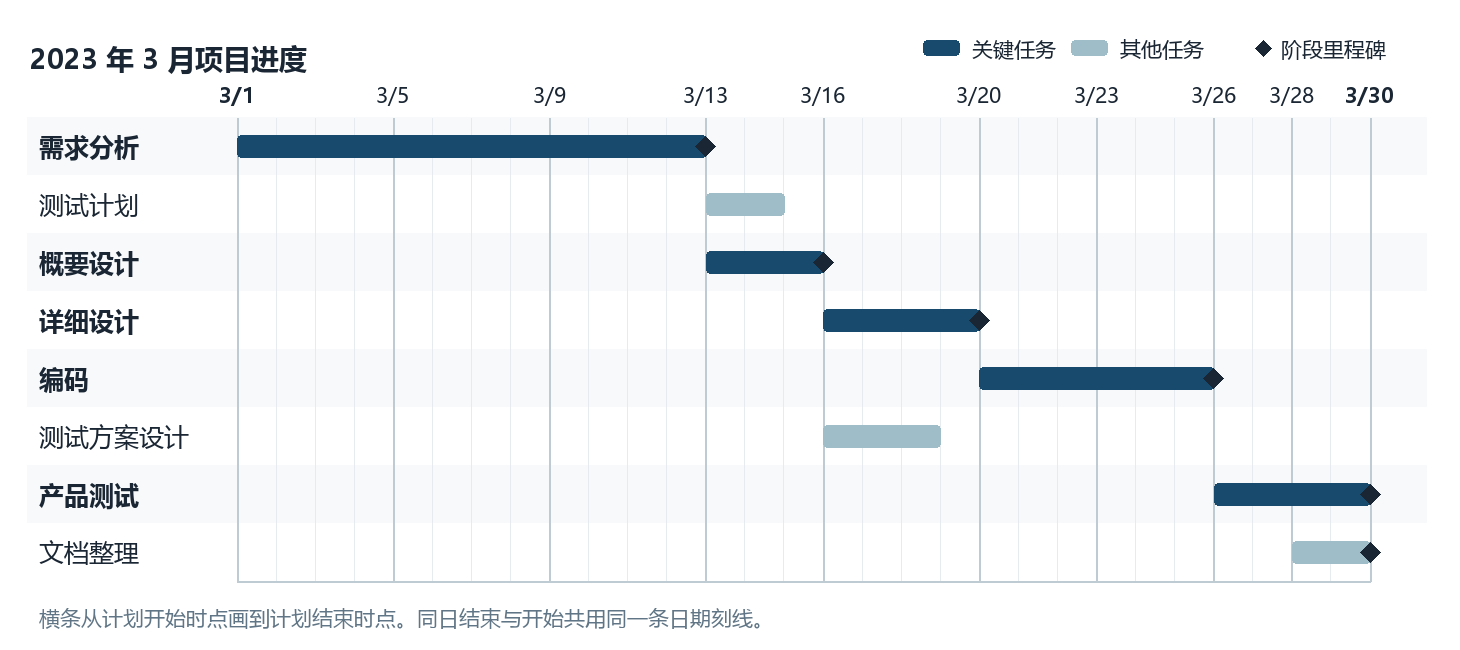 2023 年 3 月项目进度
关键任务 其他任务 阶段里程碑
3/1 3/5 3/9 3/13 3/16 3/20 3/23 3/26 3/28 3/30
需求分析
测试计划
概要设计
详细设计
编码
测试方案设计
产品测试
文档整理
横条从计划开始时点画到计划结束时点。同日结束与开始共用同一条日期刻线。